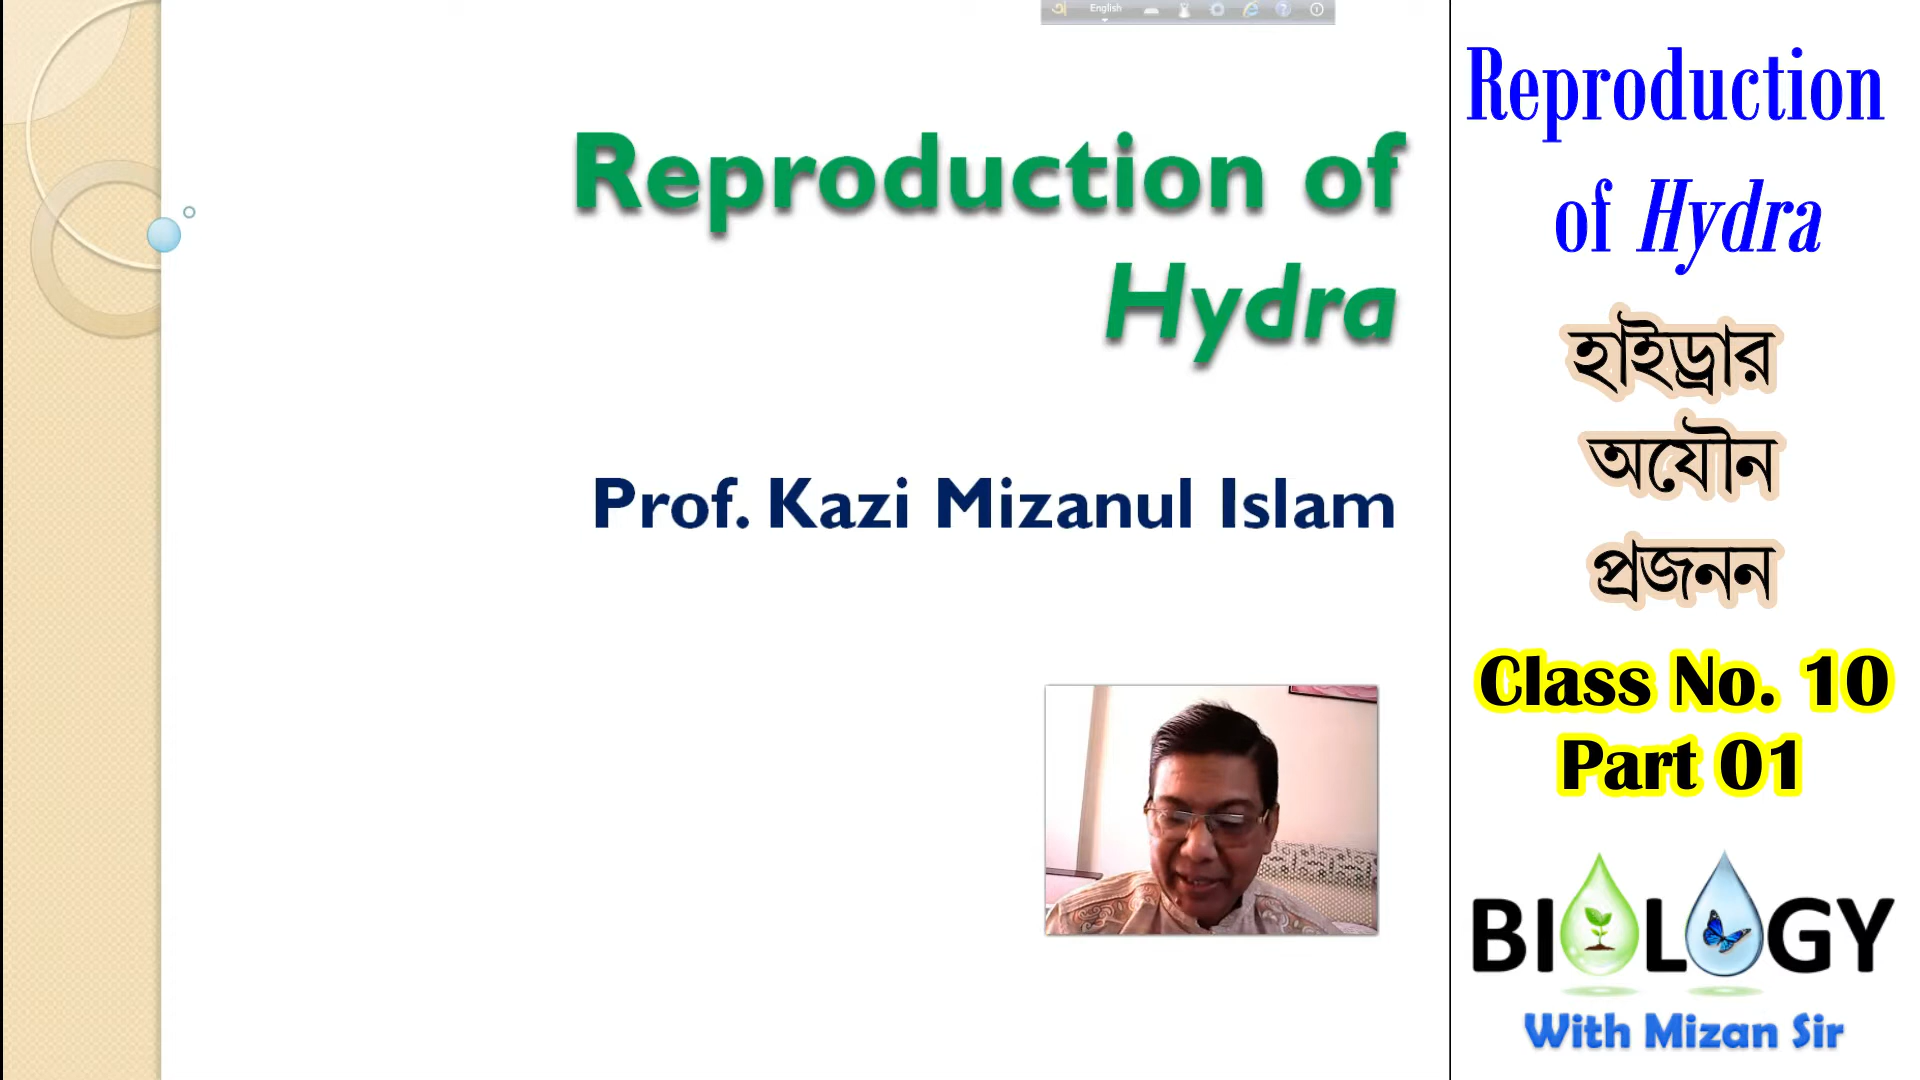 English
Reproduction of
Hydra
Prof. Kazi Mizanul Islam
Reproduction
of Hydra
হাইড্রার
অযৌন
প্রজনন
Class No. 10
Part 01
BIOLOGY
With Mizan Sir